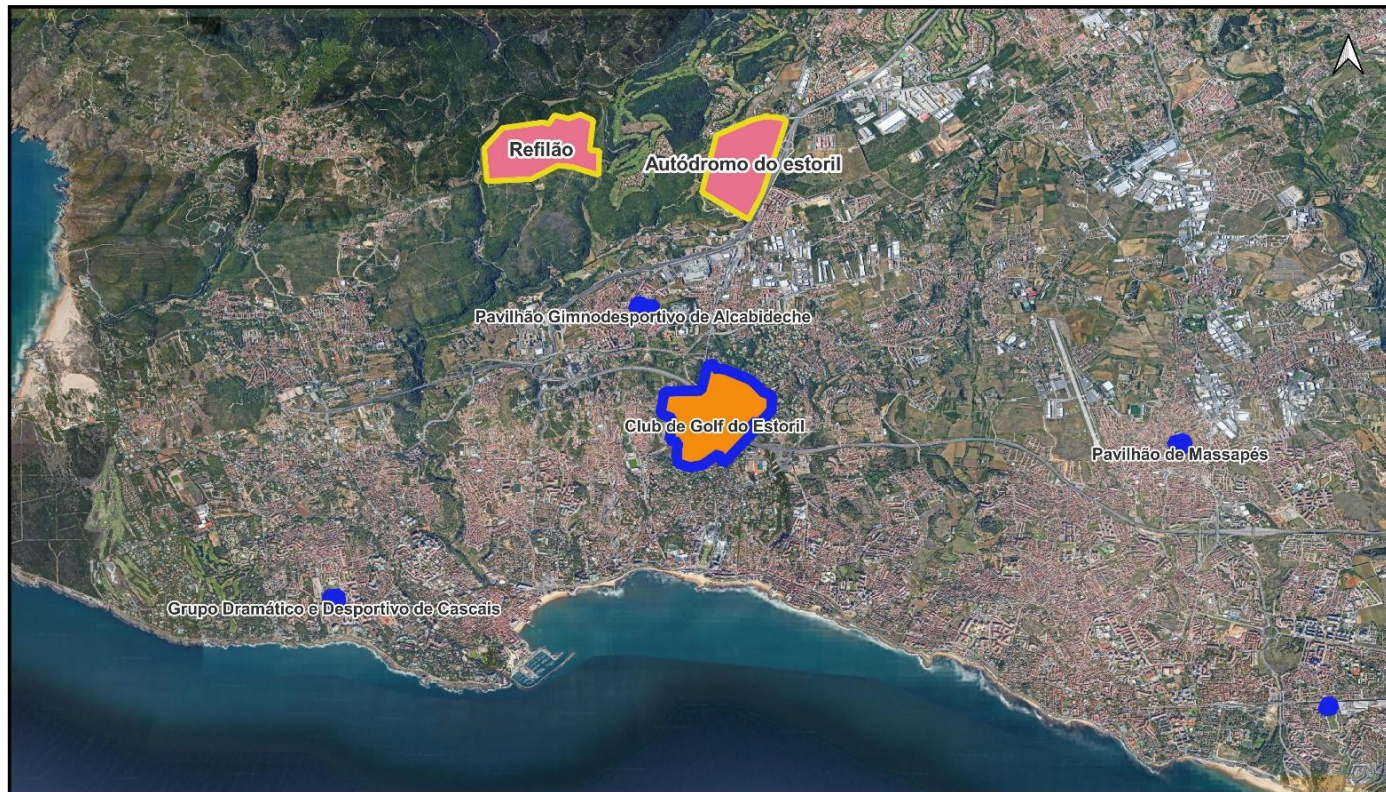 Refilão
Autódromo do estoril
Pavilhão Gimnodesportivo de Alcabideche
Club de Golf do Estoril
Pavilhão de Massapés
Grupo Dramático e Desportivo de Cascais